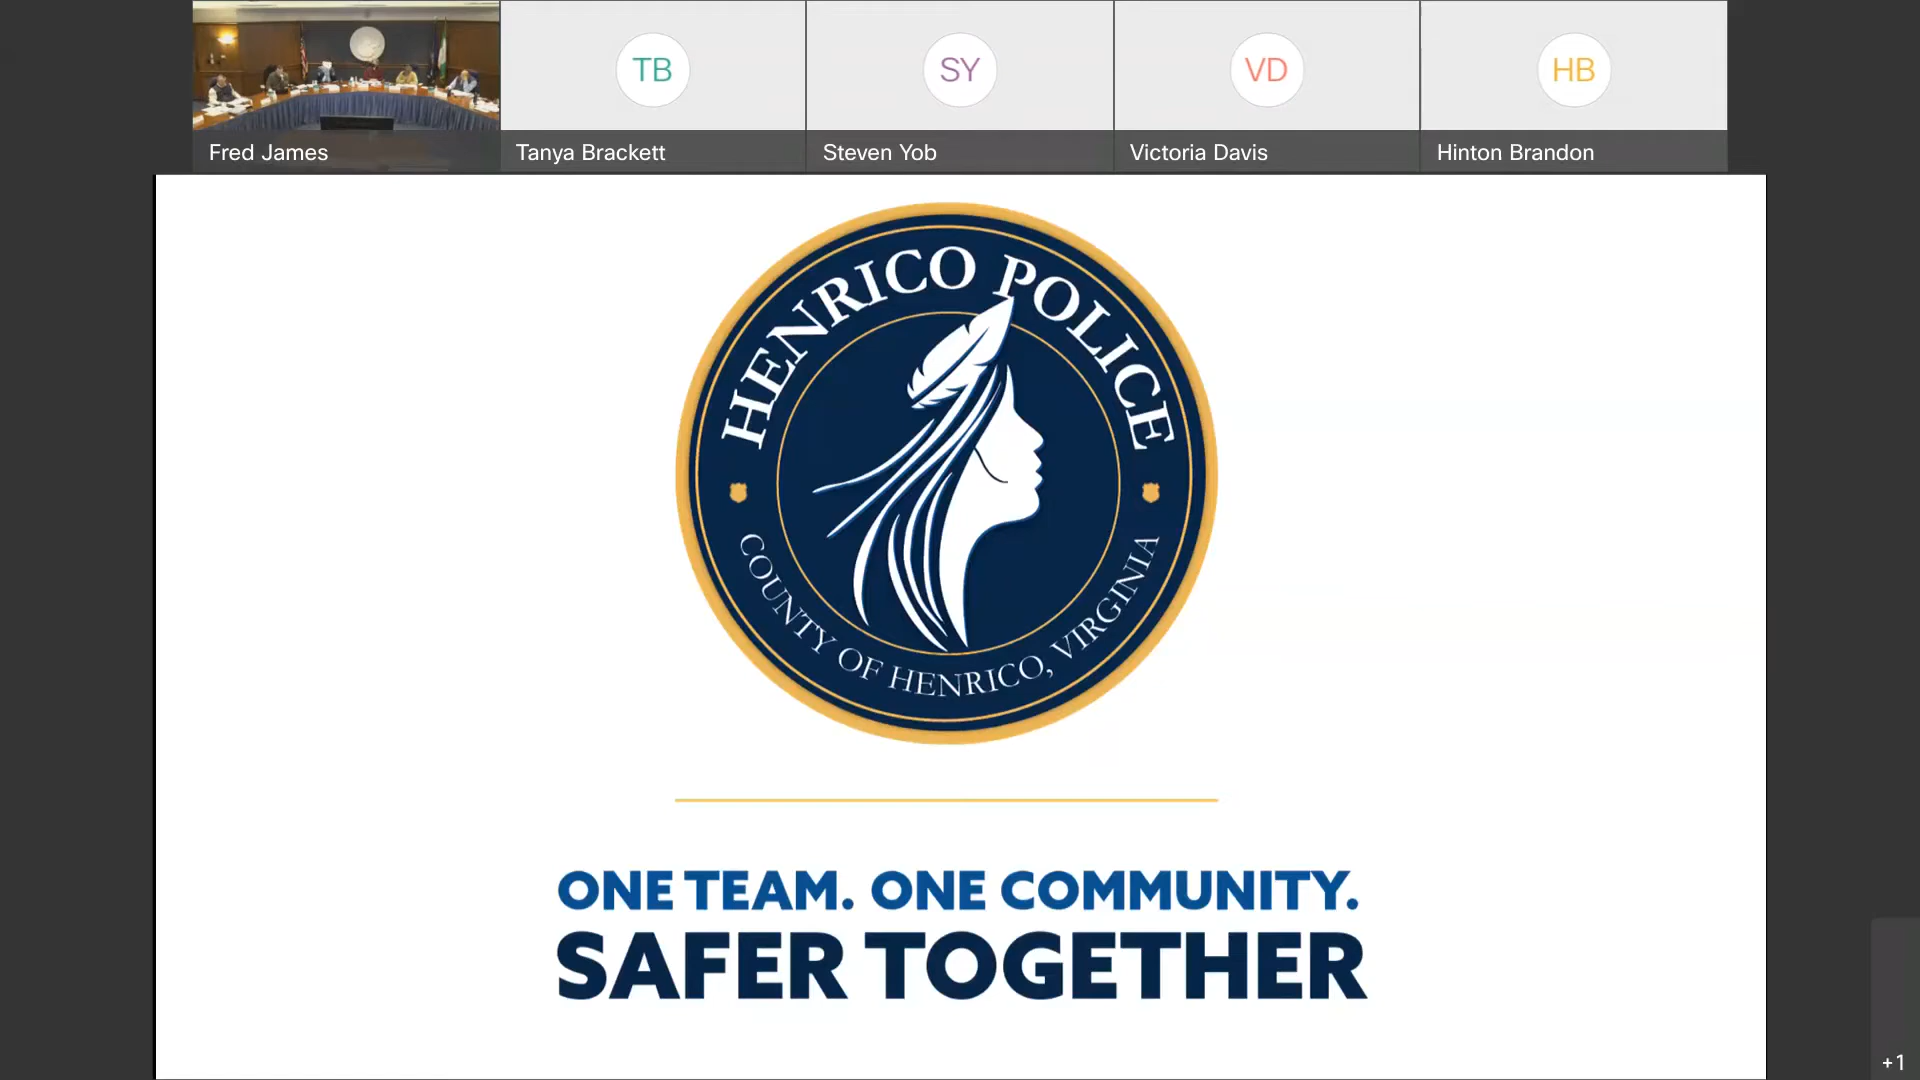 TB
SY
VD
HB
Fred James
Tanya Brackett
Steven Yob
Victoria Davis
Hinton Brandon
HENRICO POLICE
COUNTY OF HENRICO, VIRGINIA
ONE TEAM. ONE COMMUNITY.
SAFER TOGETHER
+1